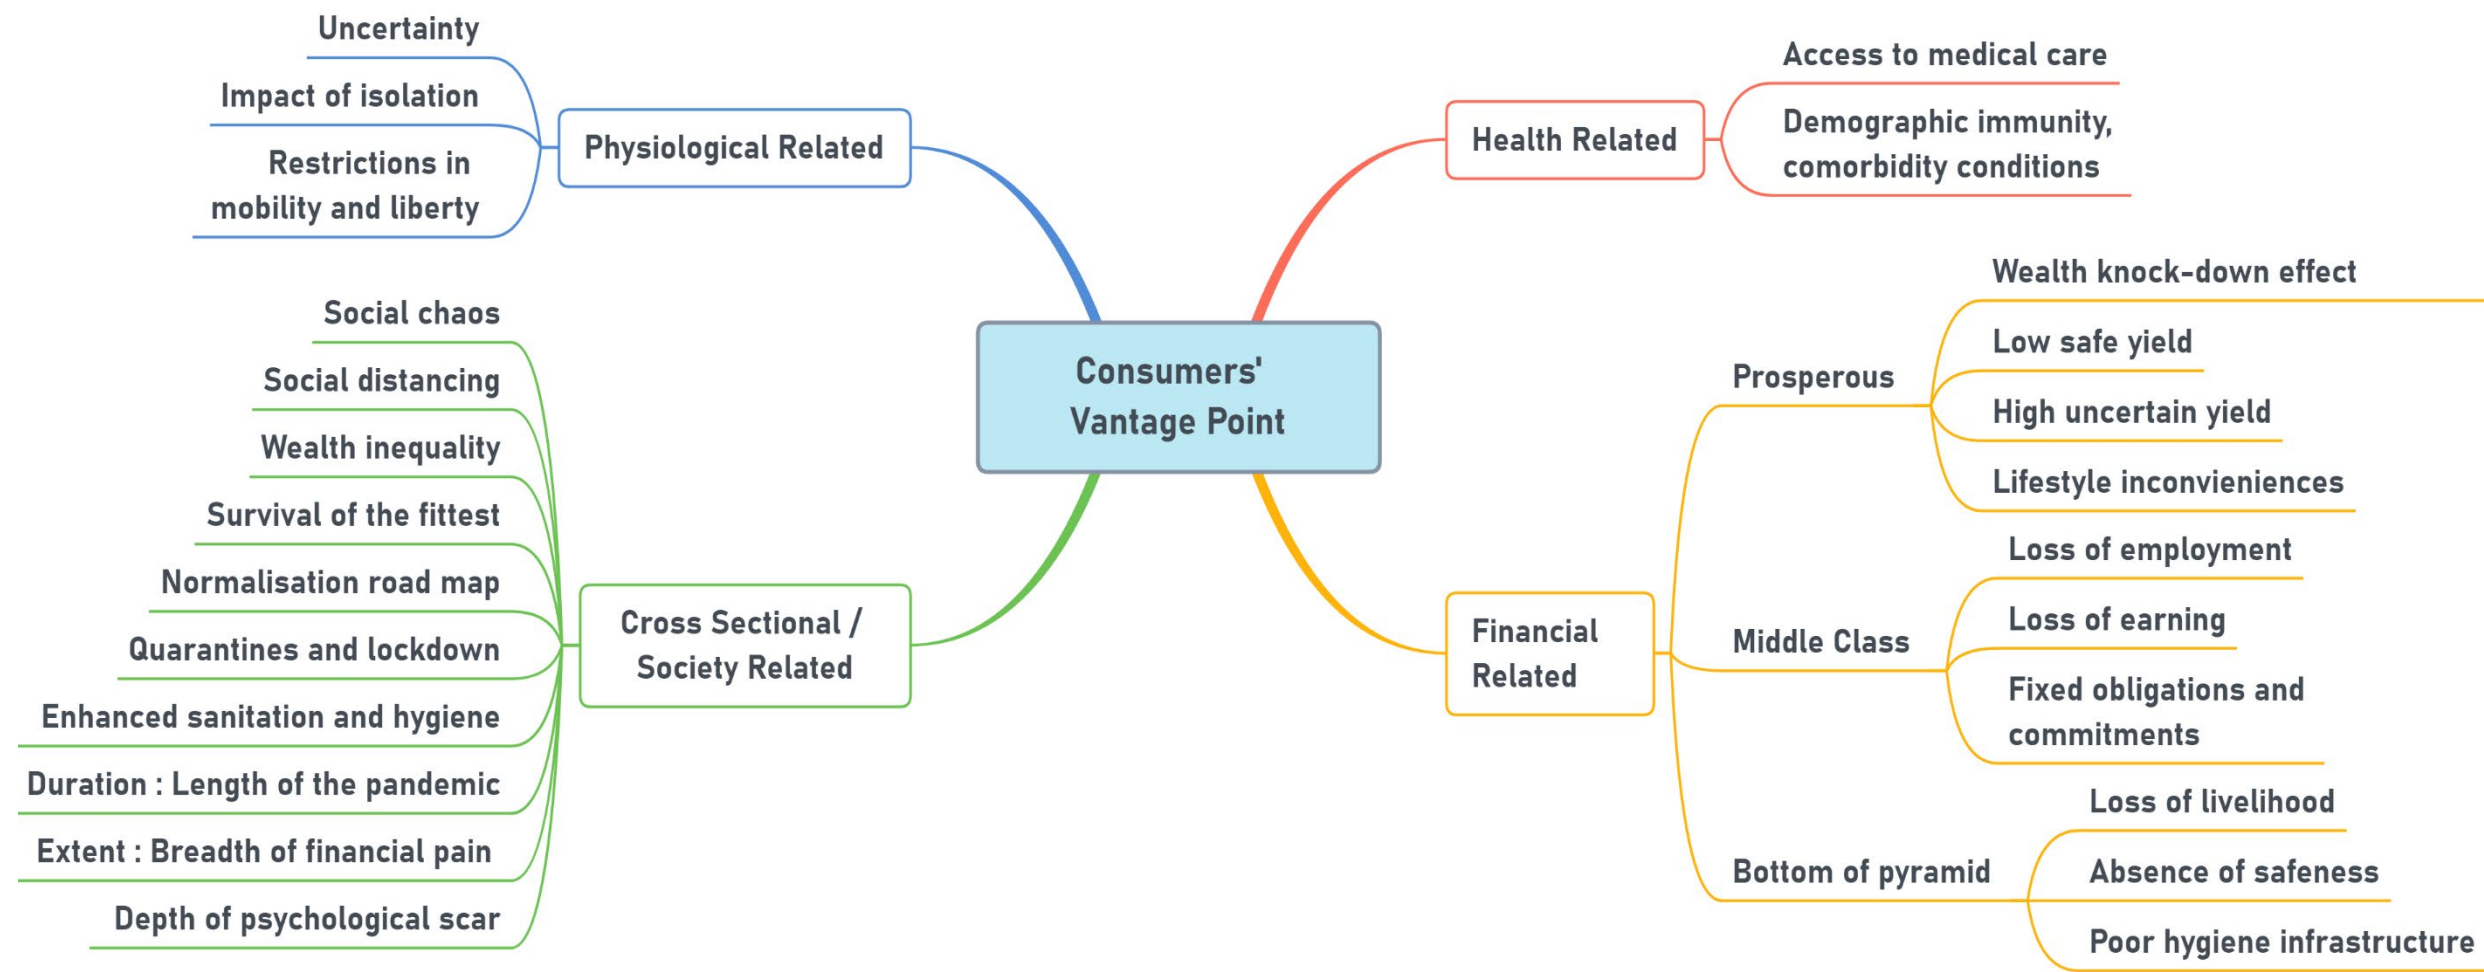 Uncertainty
Impact of isolation
Restrictions in
mobility and liberty
Physiological Related
Health Related
Access to medical care
Demographic immunity,
comorbidity conditions
Consumers'
Vantage Point
Social chaos
Social distancing
Wealth inequality
Survival of the fittest
Normalisation road map
Quarantines and lockdown
Enhanced sanitation and hygiene
Duration : Length of the pandemic
Extent : Breadth of financial pain
Depth of psychological scar
Cross Sectional /
Society Related
Financial
Related
Prosperous
Wealth knock-down effect
Low safe yield
High uncertain yield
Lifestyle inconvieniences
Middle Class
Loss of employment
Loss of earning
Fixed obligations and
commitments
Bottom of pyramid
Loss of livelihood
Absence of safeness
Poor hygiene infrastructure